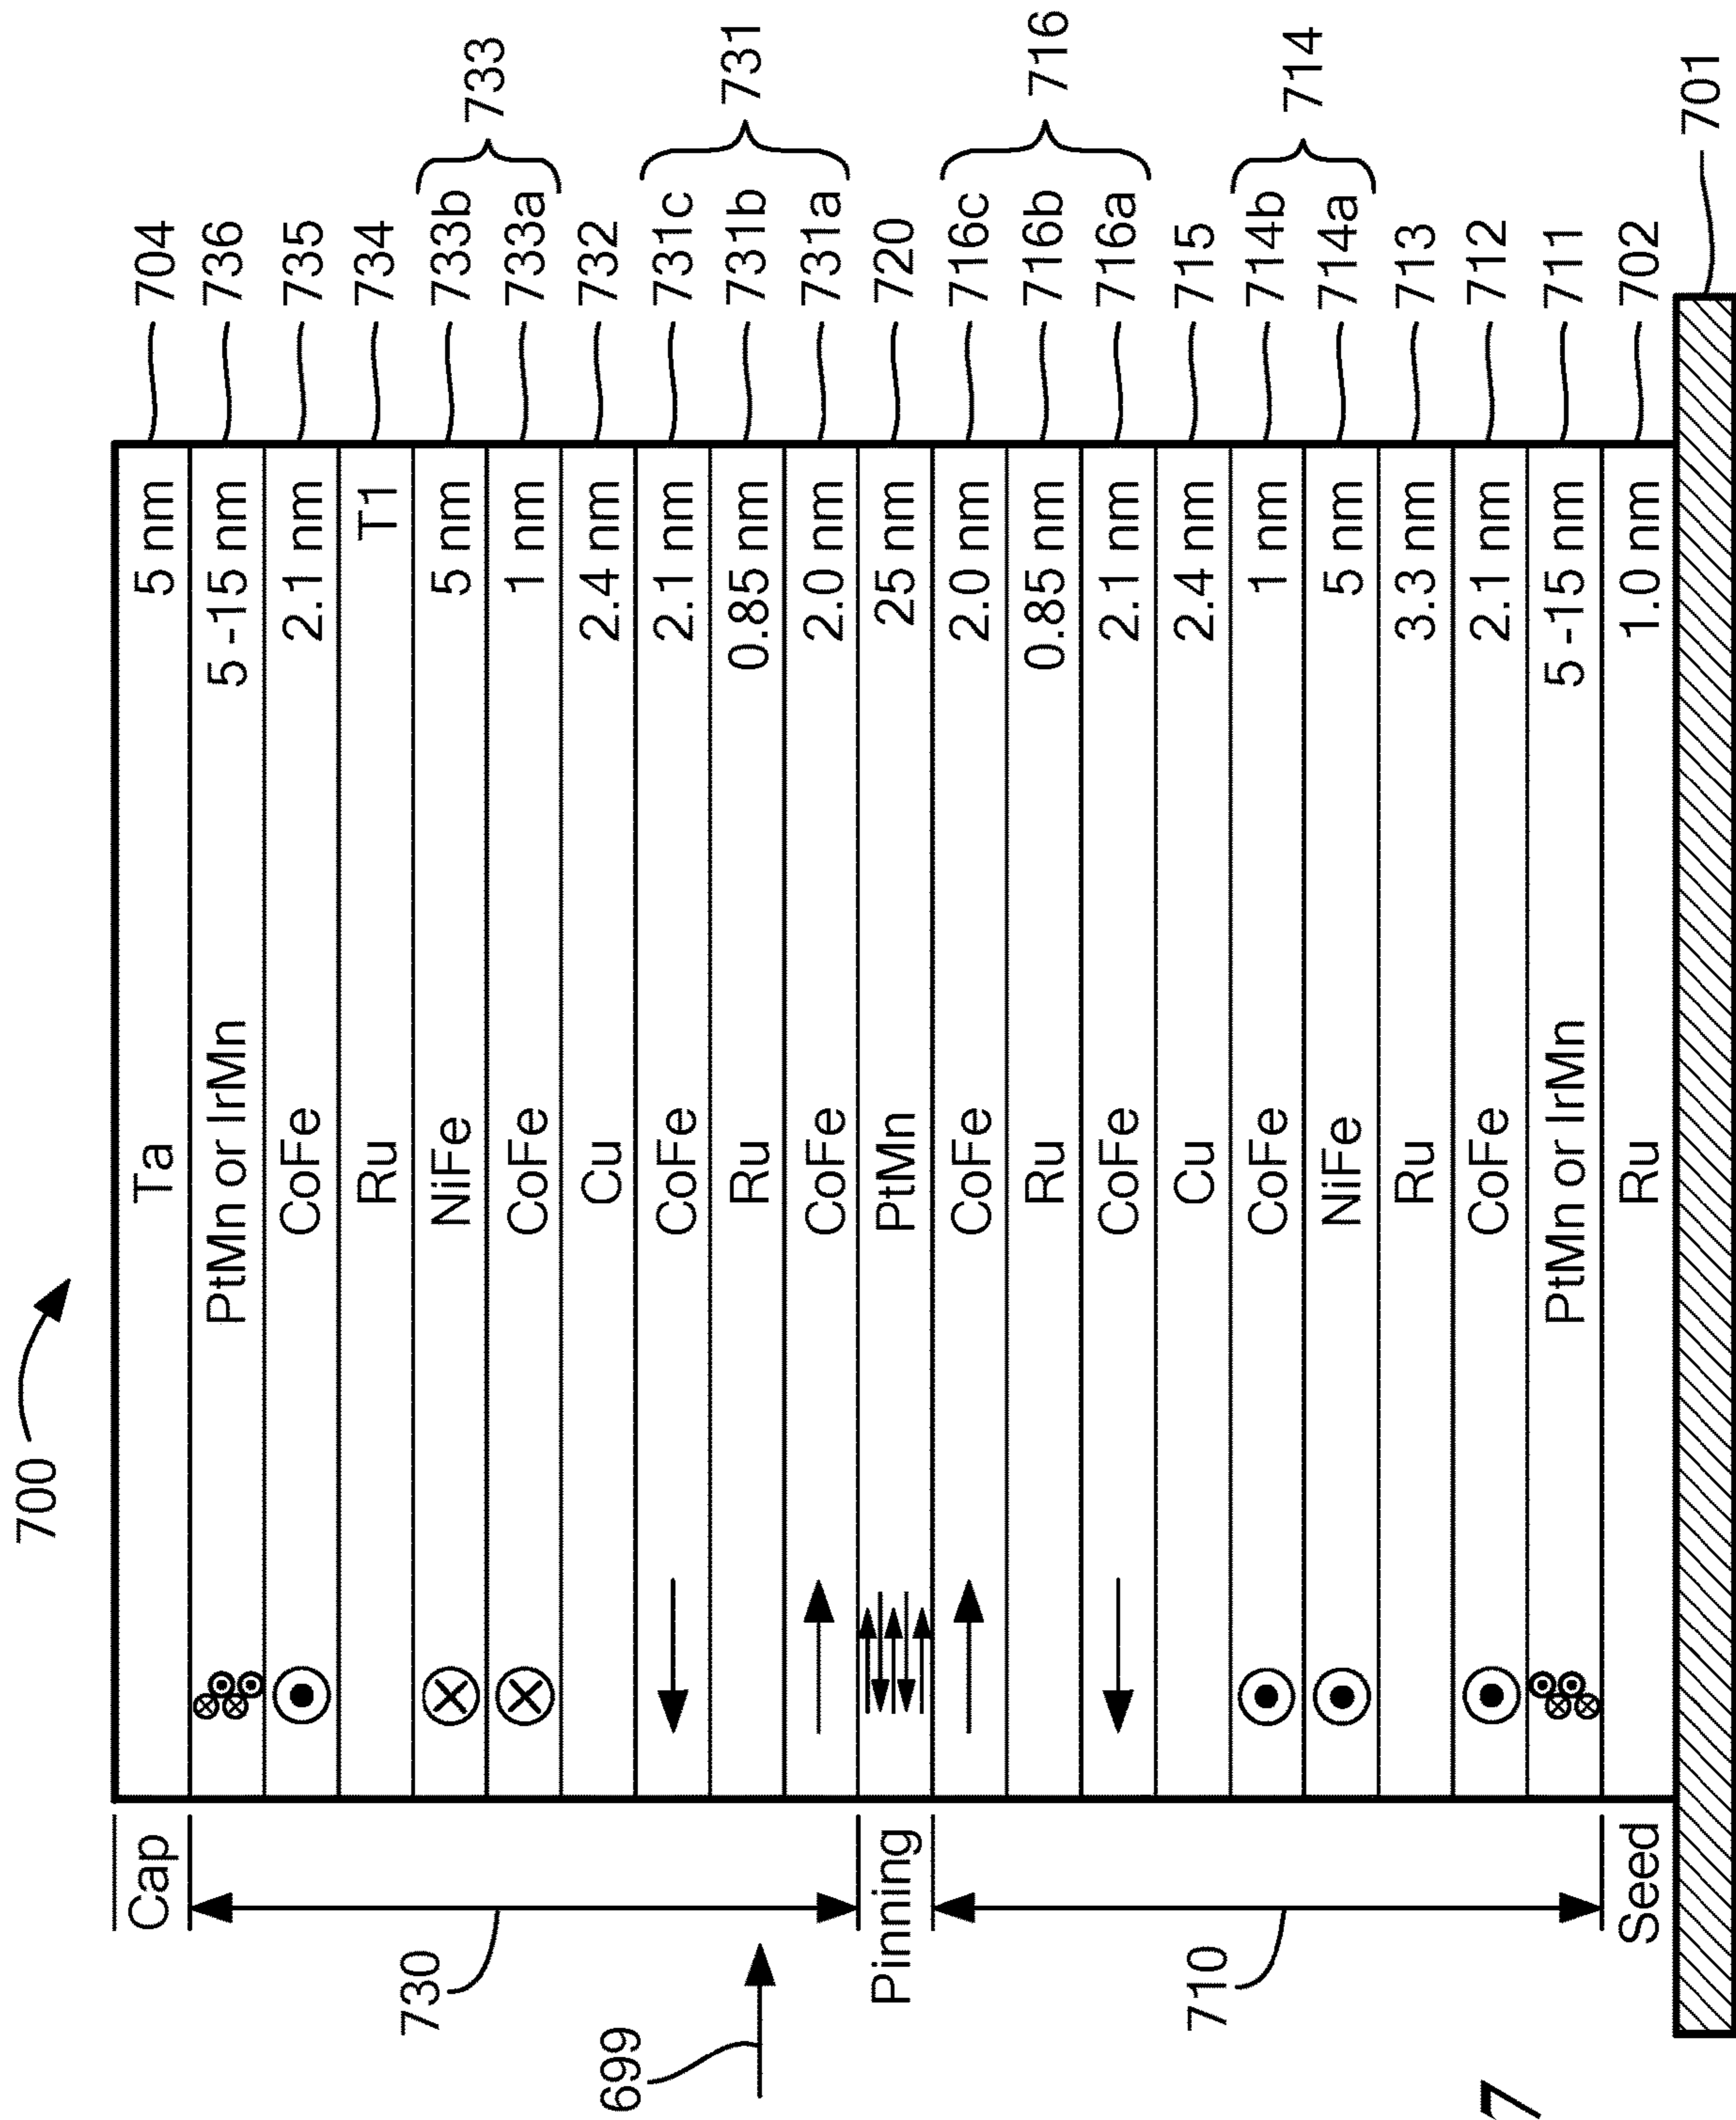 700
Cap Ta 5 nm 704
PtMn or IrMn 5 -15 nm 736
CoFe 2.1 nm 735
Ru T1 734
NiFe 5 nm 733b
CoFe 1 nm 733a
733
Cu 2.4 nm 732
CoFe 2.1 nm 731c
Ru 0.85 nm 731b
CoFe 2.0 nm 731a
731
730
699
Pinning PtMn 25 nm 720
CoFe 2.0 nm 716c
Ru 0.85 nm 716b
CoFe 2.1 nm 716a
716
Cu 2.4 nm 715
CoFe 1 nm 714b
NiFe 5 nm 714a
714
Ru 3.3 nm 713
CoFe 2.1 nm 712
PtMn or IrMn 5 -15 nm 711
710
Seed Ru 1.0 nm 702
701
7